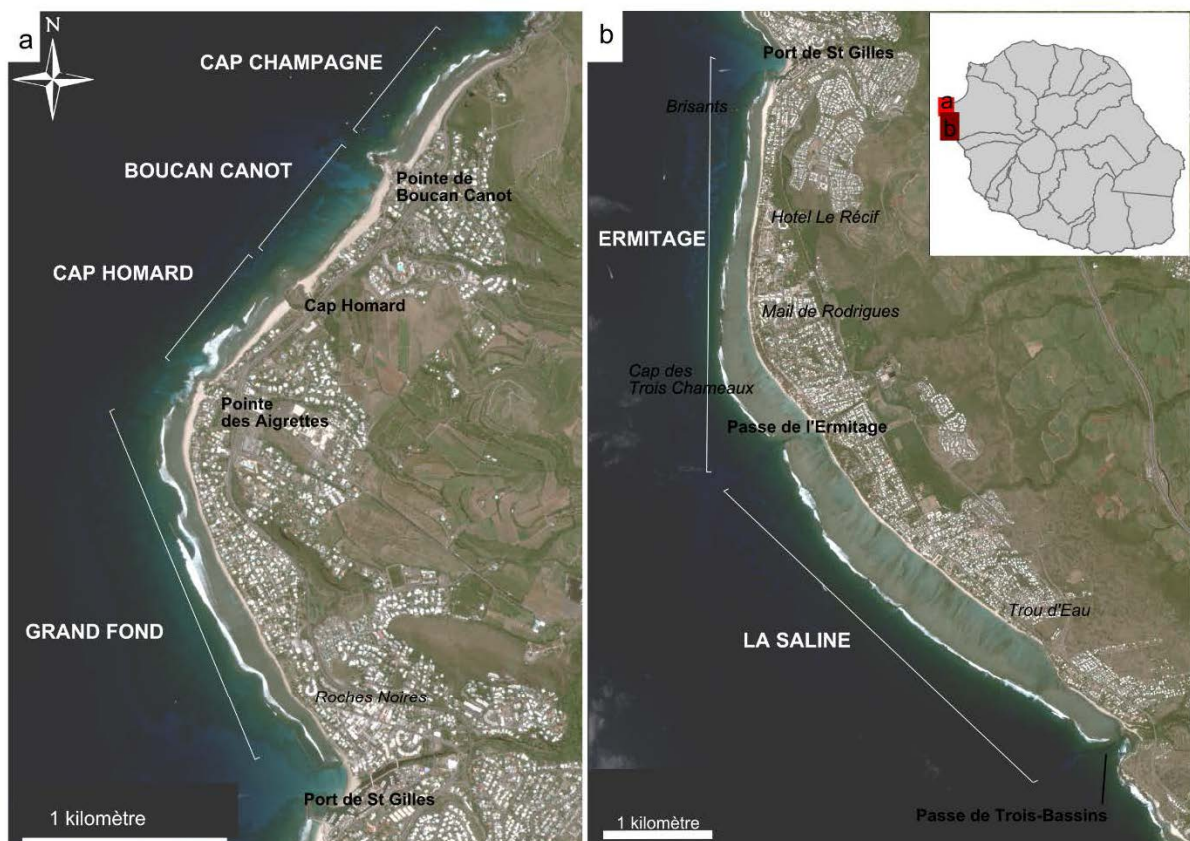 a
N
CAP CHAMPAGNE
BOUCAN CANOT
Pointe de
Boucan Canot
CAP HOMARD
Cap Homard
Pointe
des Aigrettes
GRAND FOND
Roches Noires
Port de St Gilles
1 kilomètre
b
Port de St Gilles
Brisants
Hotel Le Récif
ERMITAGE
Mail de Rodrigues
Cap des
Trois Chameaux
Passe de l'Ermitage
Trou d'Eau
LA SALINE
Passe de Trois-Bassins
1 kilomètre
a
b